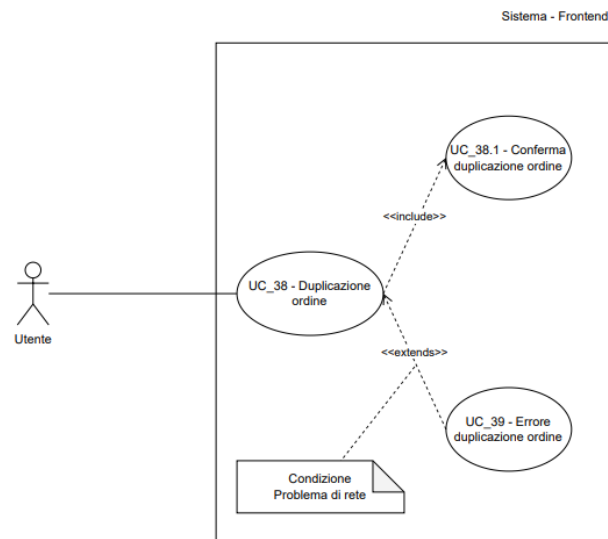 Sistema - Frontend
UC_38.1 - Conferma
duplicazione ordine
<<include>>
UC_38 - Duplicazione
ordine
Utente
<<extends>>
UC_39 - Errore
duplicazione ordine
Condizione
Problema di rete